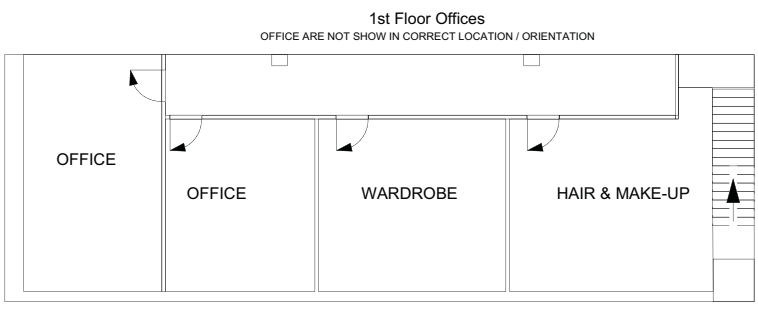 1st Floor Offices
OFFICE ARE NOT SHOW IN CORRECT LOCATION / ORIENTATION
OFFICE
OFFICE
WARDROBE
HAIR & MAKE-UP